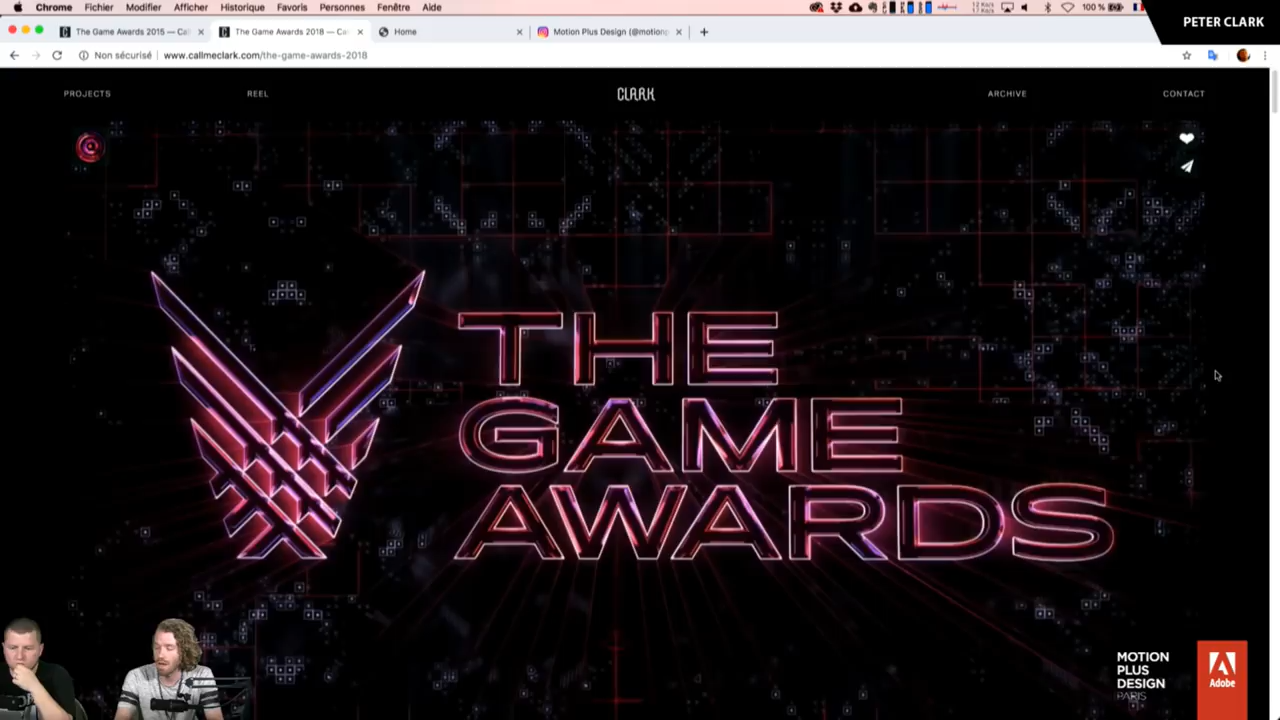 Chrome Fichier Modifier Afficher Historique Favoris Personnes Fenêtre Aide 100 %
PETER CLARK
The Game Awards 2015 — Cal
The Game Awards 2018 — Ca
Home
Motion Plus Design (@motion
Non sécurisé www.callmeclark.com/the-game-awards-2018
PROJECTS REEL CLARK ARCHIVE CONTACT
THE
GAME
AWARDS
MOTION
PLUS
DESIGN
PARIS
Adobe